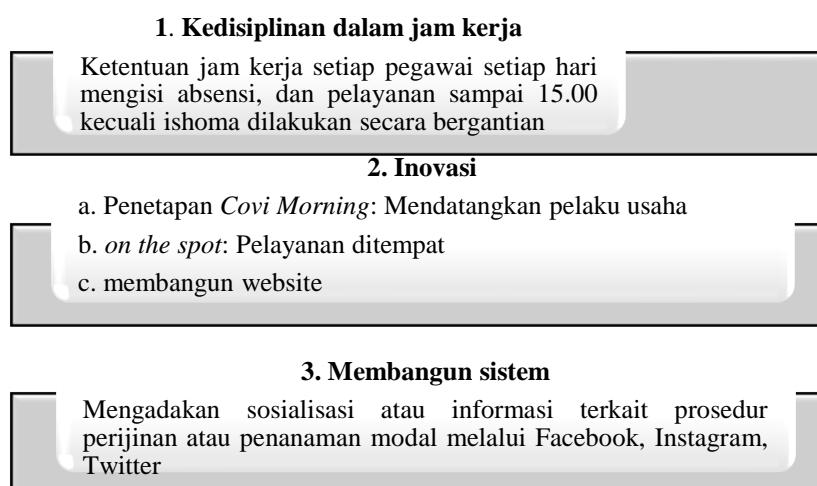 1. Kedisiplinan dalam jam kerja
Ketentuan jam kerja setiap pegawai setiap hari
mengisi absensi, dan pelayanan sampai 15.00
kecuali ishoma dilakukan secara bergantian
2. Inovasi
a. Penetapan Covi Morning: Mendatangkan pelaku usaha
b. on the spot: Pelayanan ditempat
c. membangun website
3. Membangun sistem
Mengadakan sosialisasi atau informasi terkait prosedur
perijinan atau penanaman modal melalui Facebook, Instagram,
Twitter